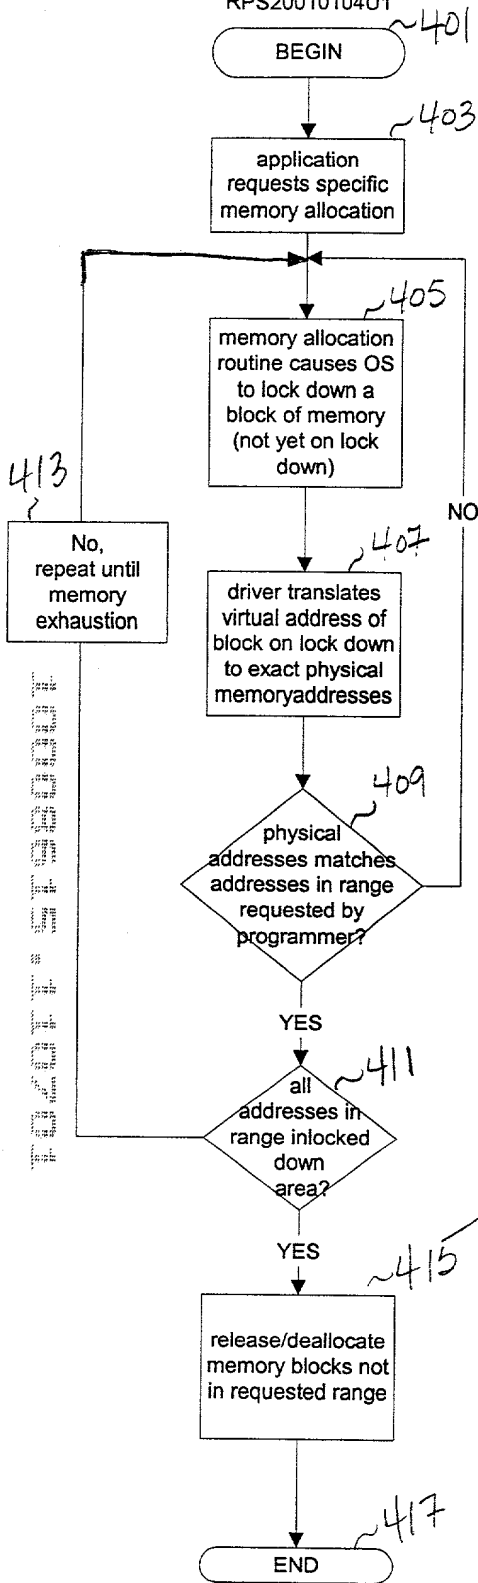 RPS20010104U1
401
BEGIN
403
application
requests specific
memory allocation
405
memory allocation
routine causes OS
to lock down a
block of memory
(not yet on lock
down)
413
No,
repeat until
memory
exhaustion
NO
407
driver translates
virtual address of
block on lock down
to exact physical
memoryaddresses
409
physical
addresses matches
addresses in range
requested by
programmer?
YES
411
all
addresses in
range inlocked
down
area?
YES
415
release/deallocate
memory blocks not
in requested range
417
END